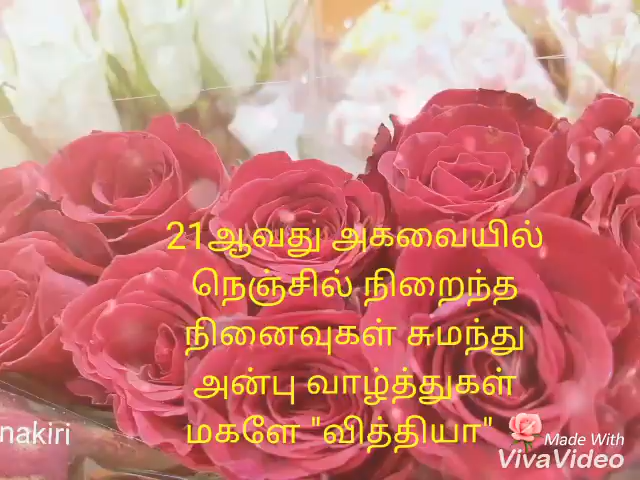 21ஆவது அகவையில்
நெஞ்சில் நிறைந்த
நினைவுகள் சுமந்து
அன்பு வாழ்த்துகள்
மகளே "வித்தியா"
nakiri
Made With
VivaVideo